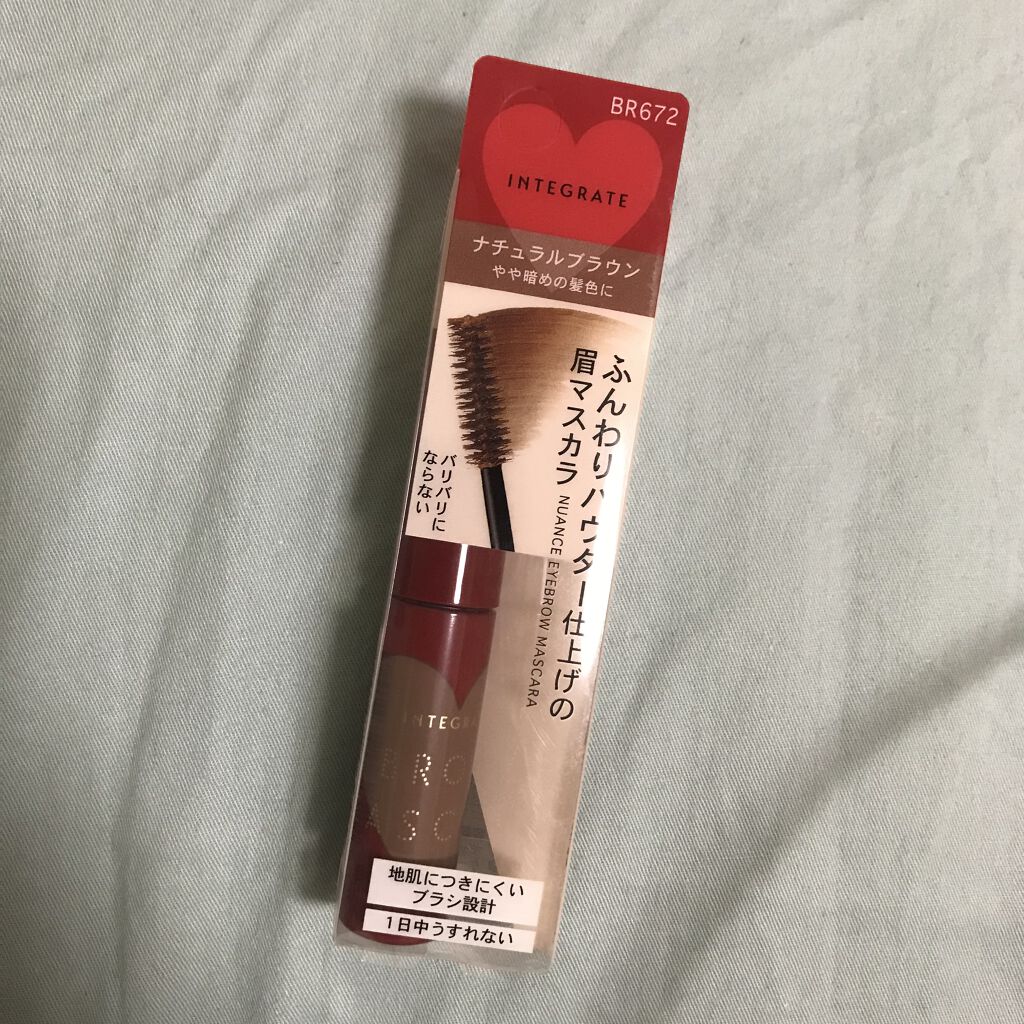 BR672
INTEGRATE
ナチュラルブラウン
やや暗めの髪色に
ふんわりパウダー仕上げの
眉マスカラ
NUANCE EYEBROW MASCARA
バリバリに
ならない
INTEGRA
BRO
ASC
地肌につきにくい
ブラシ設計
1日中うすれない